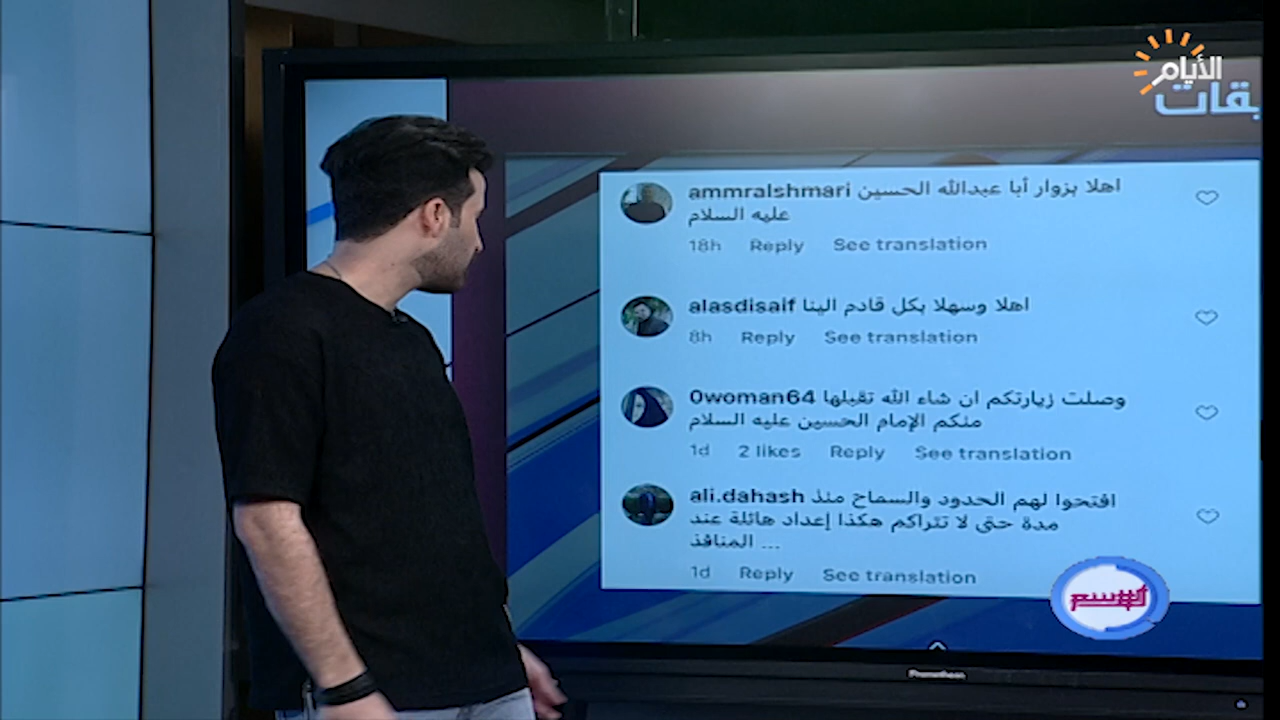 الأيام
ammralshmari اهلا بزوار أبا عبدالله الحسين
عليه السلام
18h Reply See translation
alasdisaif اهلا وسهلا بكل قادم الينا
8h Reply See translation
0woman64 وصلت زيارتكم ان شاء الله تقبلها
منكم الإمام الحسين عليه السلام
1d 2 likes Reply See translation
ali.dahash افتحوا لهم الحدود والسماح منذ
مدة حتى لا تتراكم هكذا إعداد هائلة عند
المنافذ ...
1d Reply See translation
Promethean